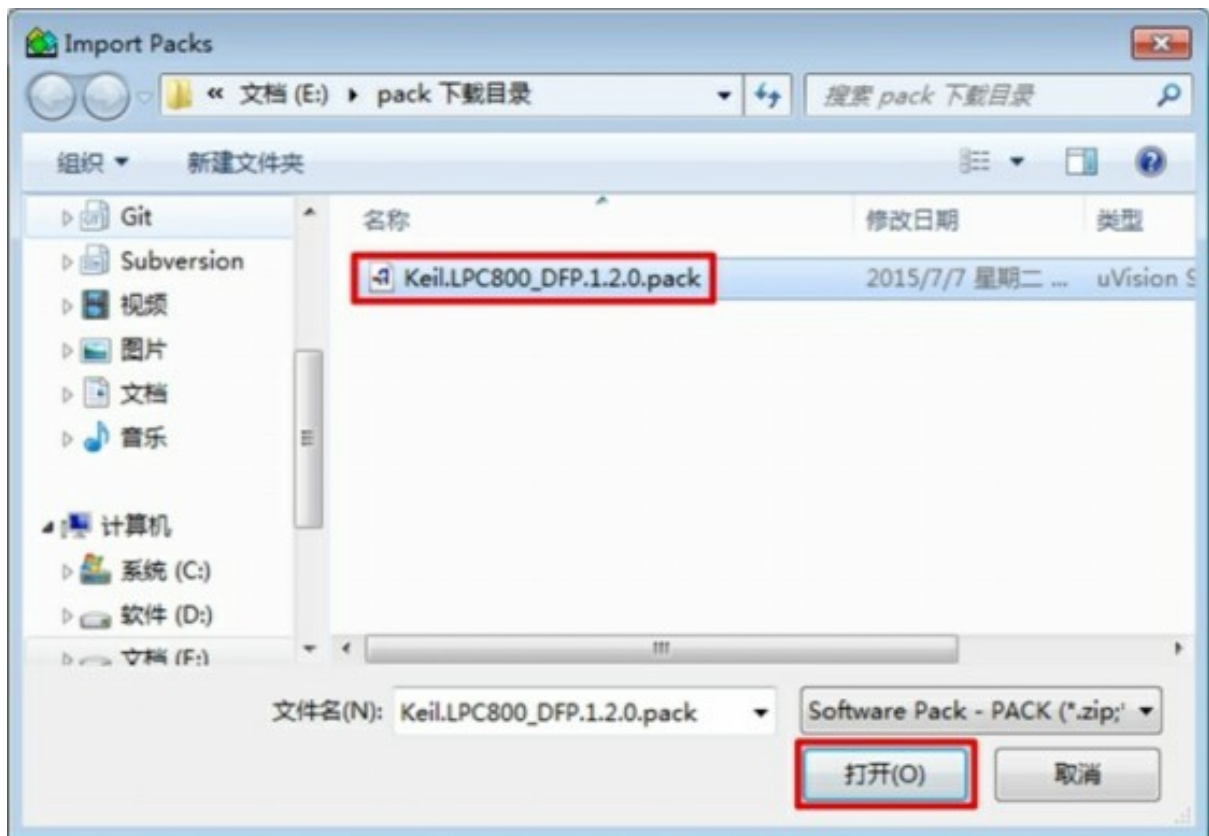 Import Packs
« 文档 (E:) ▸ pack 下载目录
搜索 pack 下载目录
组织 新建文件夹
Git
Subversion
视频
图片
文档
音乐
计算机
系统 (C:)
软件 (D:)
文档 (E:)
名称 修改日期 类型
Keil.LPC800_DFP.1.2.0.pack 2015/7/7 星期二 ... uVision S
文件名(N): Keil.LPC800_DFP.1.2.0.pack Software Pack - PACK (*.zip;*
打开(O) 取消